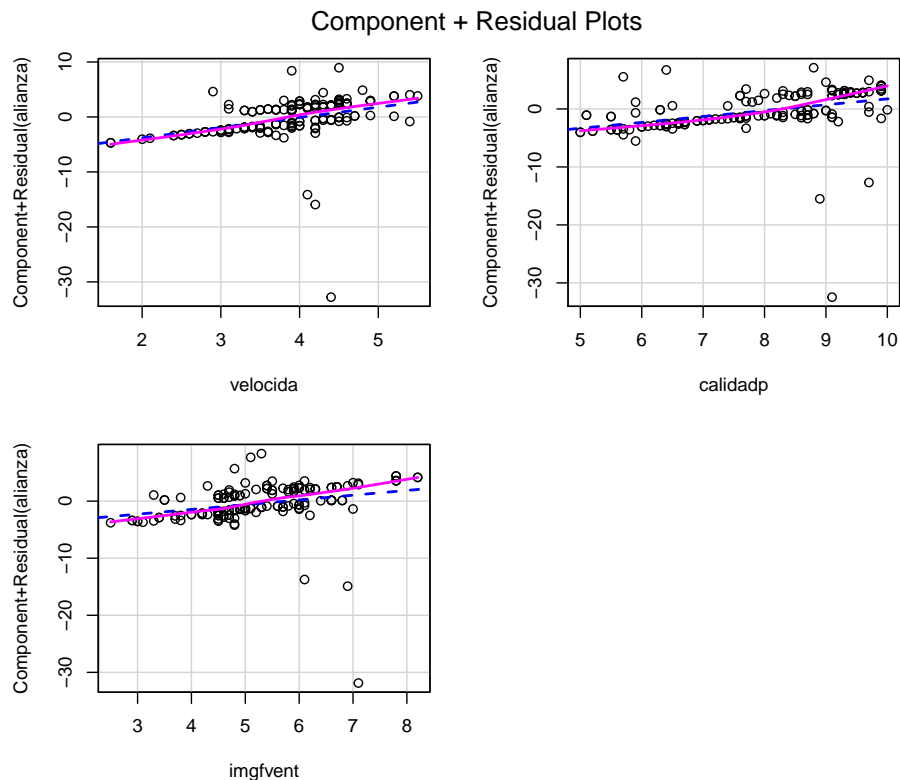 Component + Residual Plots
Component+Residual(alianza)
10
0
−10
−20
−30
2 3 4 5
velocida
Component+Residual(alianza)
0
−10
−20
−30
5 6 7 8 9 10
calidadp
Component+Residual(alianza)
0
−10
−20
−30
3 4 5 6 7 8
imgfvent